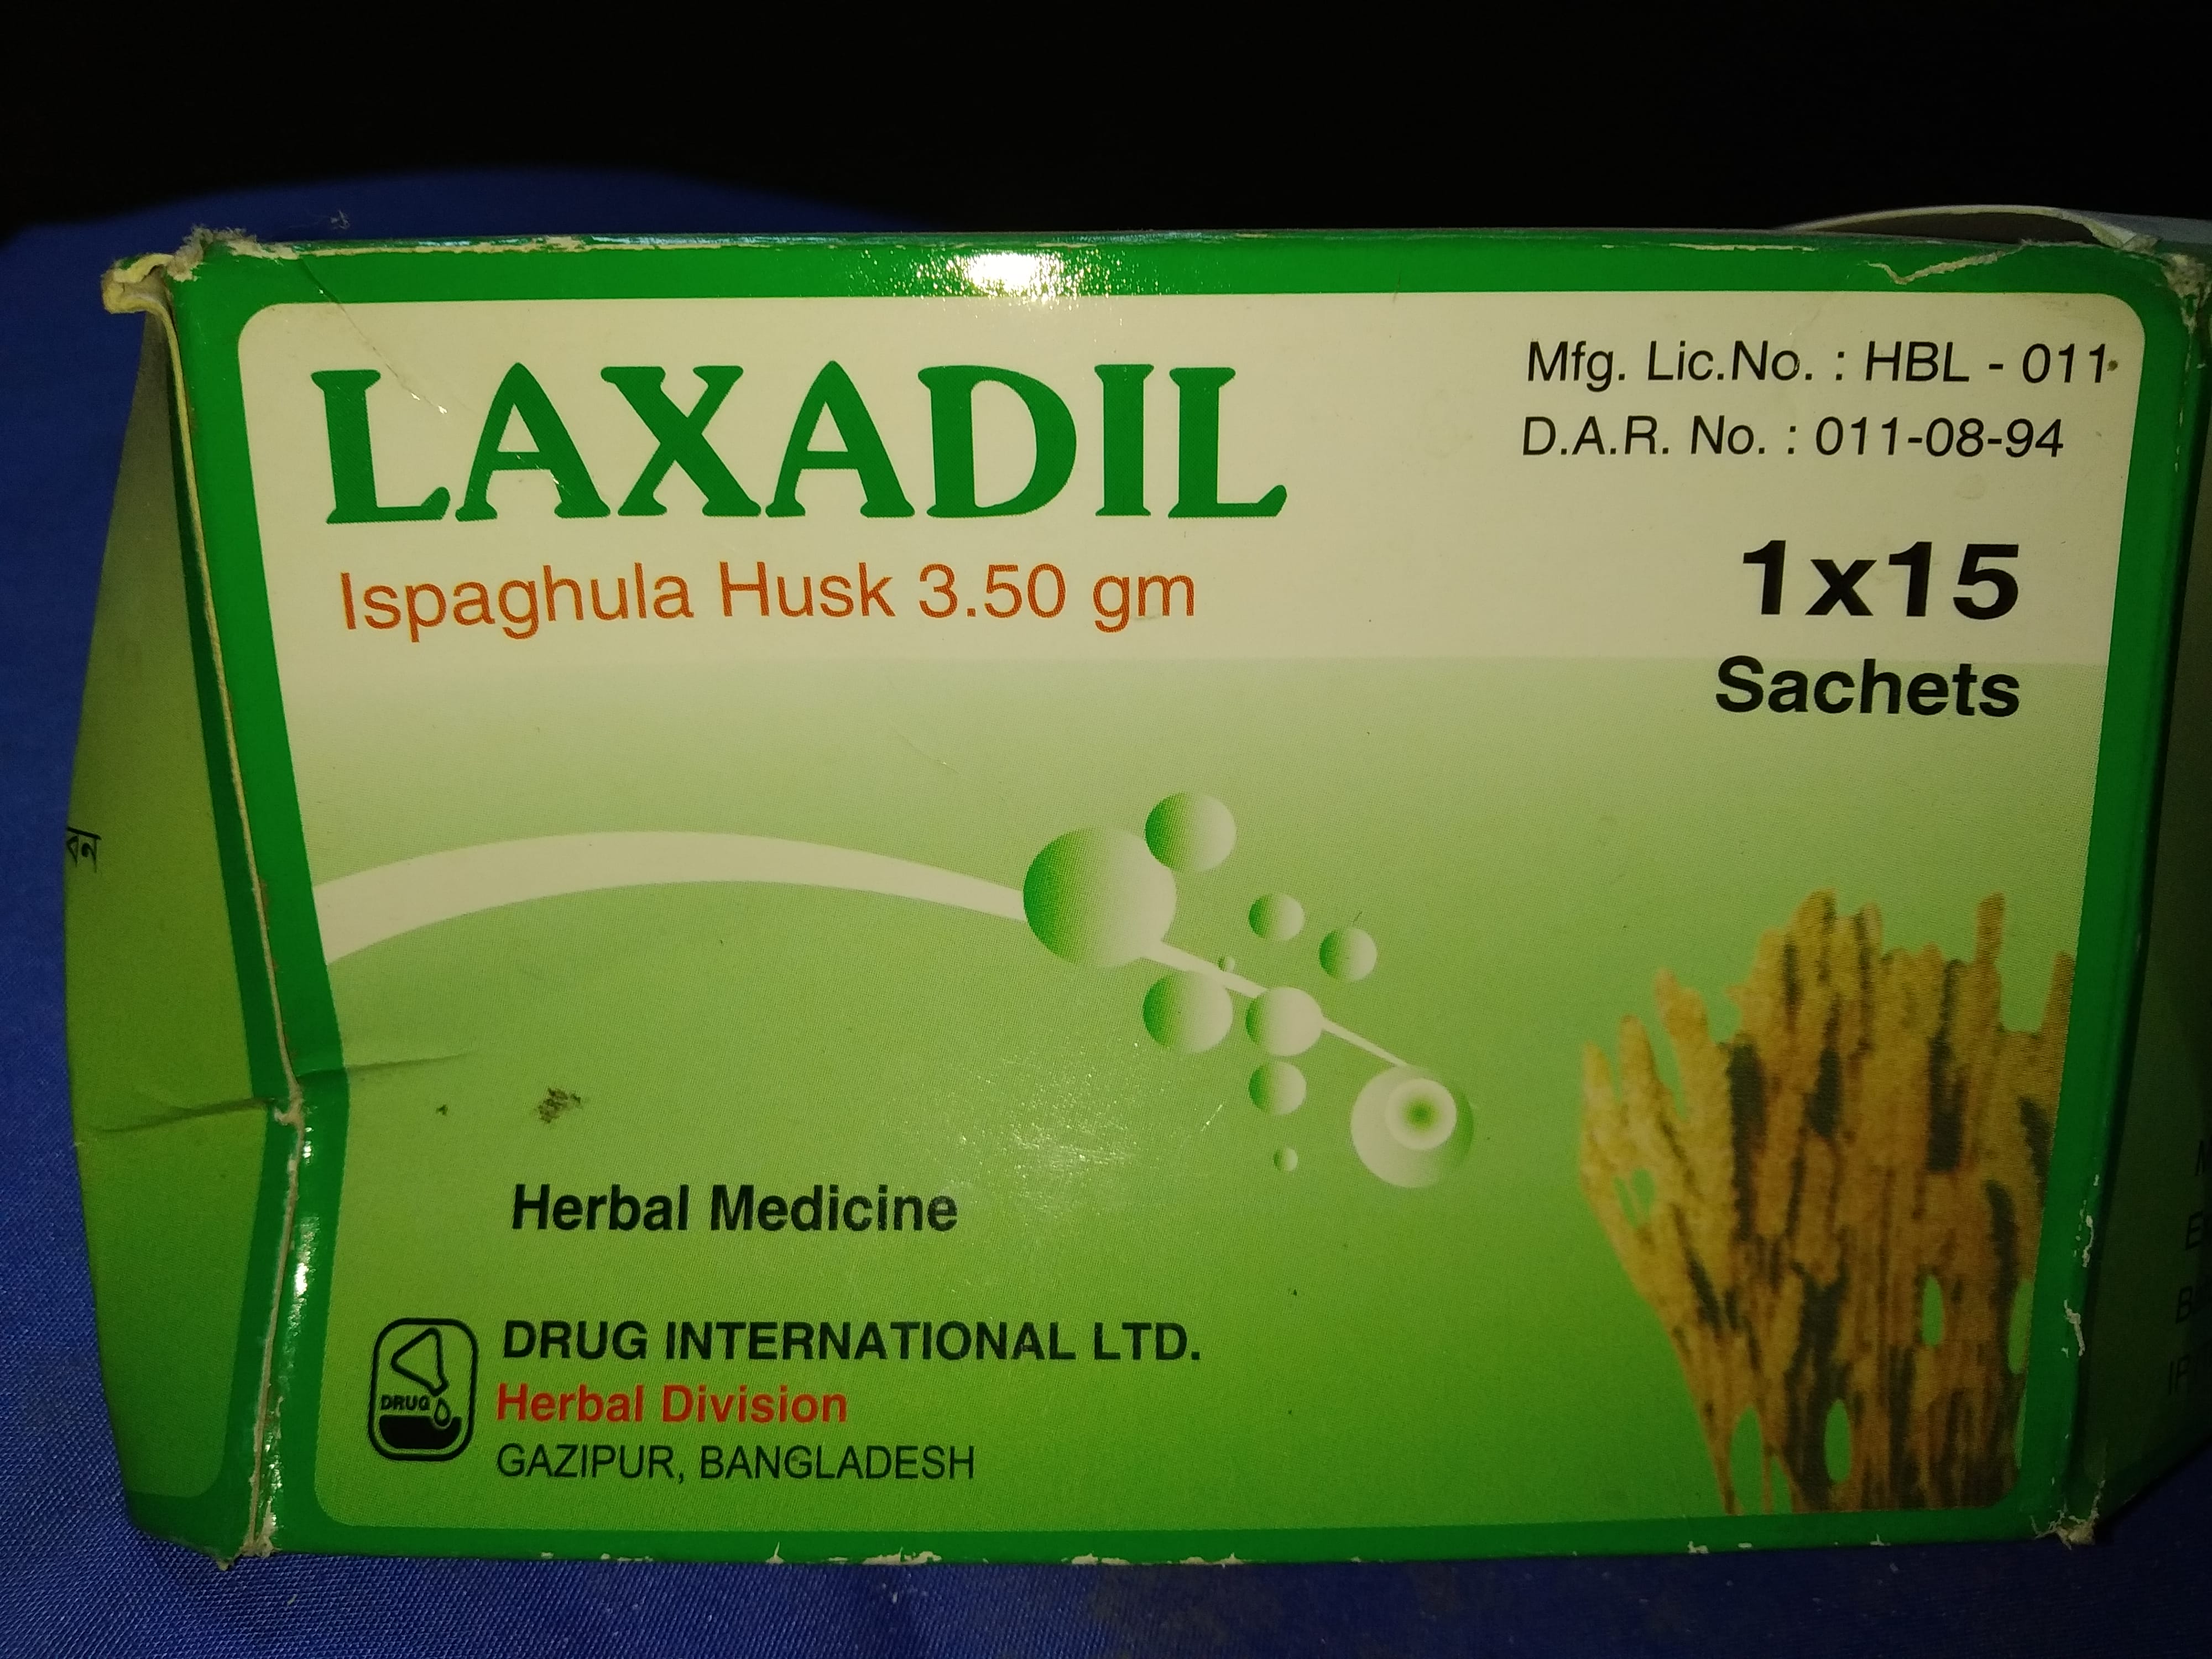 LAXADIL
Ispaghula Husk 3.50 gm
Mfg. Lic.No. : HBL - 011
D.A.R. No. : 011-08-94
1x15
Sachets
Herbal Medicine
DRUG
DRUG INTERNATIONAL LTD.
Herbal Division
GAZIPUR, BANGLADESH